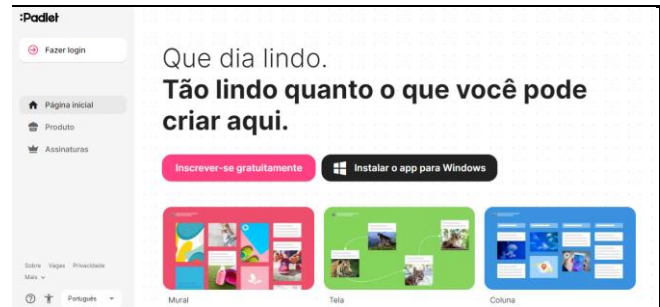 :Padlet
Fazer login
Página inicial
Produto
Assinaturas
Sobre Vagas Privacidade
Mais
Português
Que dia lindo.
Tão lindo quanto o que você pode
criar aqui.
Inscrever-se gratuitamente
Instalar o app para Windows
Mural
Tela
Coluna